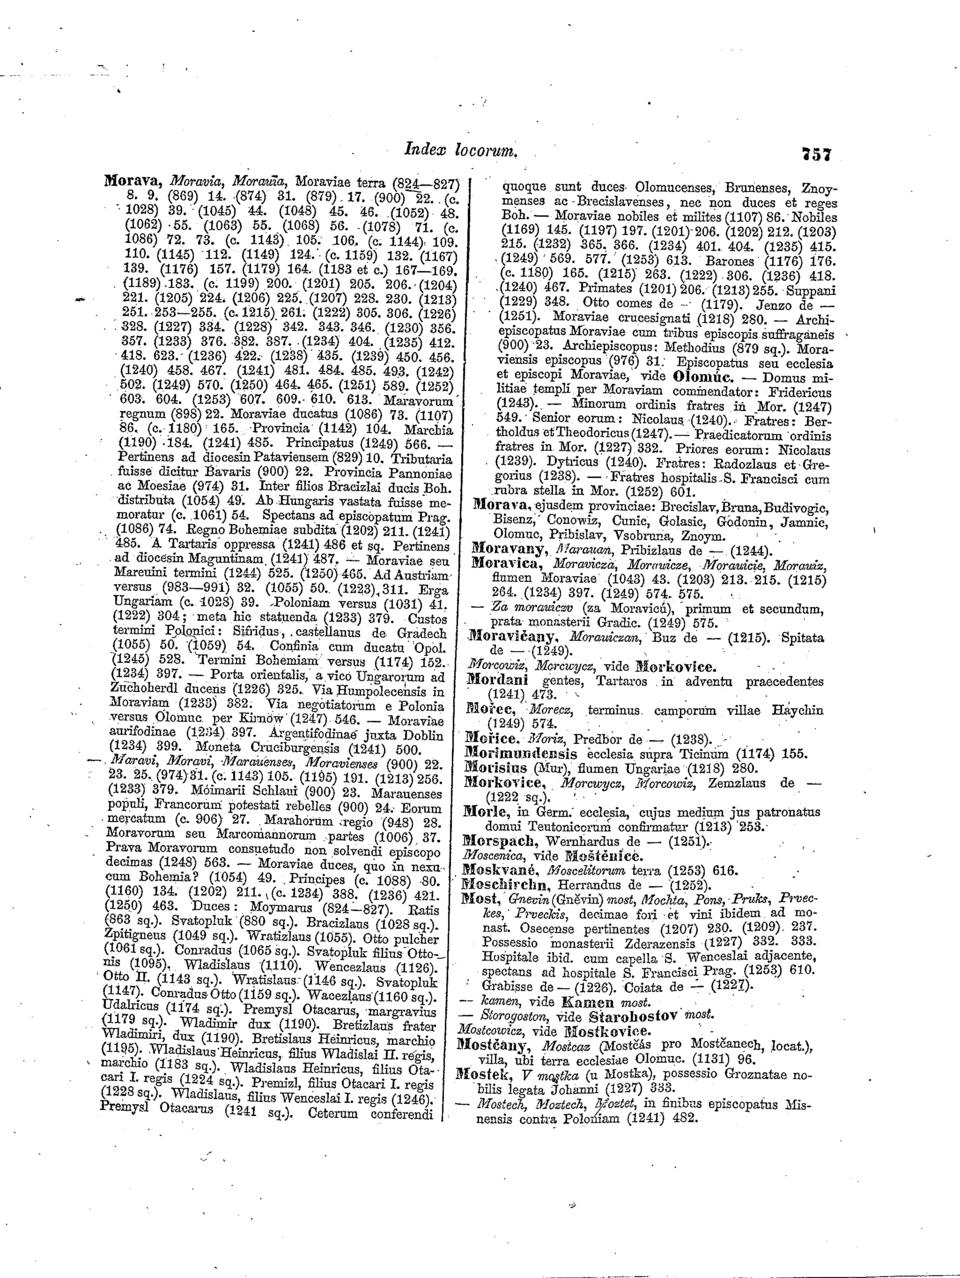 Index locorum.
757
Morava, Moravia, Morauia, Moraviae terra (824—827)
8. 9. (869) 14. (874) 31. (879) 17. (900) 22. (c.
1028) 39. (1045) 44. (1048) 45. 46. (1052) 48.
(1062) 55. (1063) 55. (1068) 56. (1078) 71. (c.
1086) 72. 73. (c. 1143) 105. 106. (c. 1144) 109.
110. (1145) 112. (1149) 124. (c. 1159) 132. (1167)
139. (1176) 157. (1179) 164. (1183 et c.) 167—169.
(1189) 183. (c. 1199) 200. (1201) 205. 206. (1204)
221. (1205) 224. (1206) 225. (1207) 228. 230. (1213)
251. 253—255. (c. 1215) 261. (1222) 305. 306. (1226)
328. (1227) 334. (1228) 342. 343. 346. (1230) 356.
357. (1233) 376. 382. 387. (1234) 404. (1235) 412.
418. 623. (1236) 422. (1238) 435. (1239) 450. 456.
(1240) 458. 467. (1241) 481. 484. 485. 493. (1242)
502. (1249) 570. (1250) 464. 465. (1251) 589. (1252)
603. 604. (1253) 607. 609. 610. 613. Maravorum
regnum (898) 22. Moraviae ducatus (1086) 73. (1107)
86. (c. 1180) 165. Provincia (1142) 104. Marchia
(1190) 184. (1241) 485. Principatus (1249) 566. —
Pertinens ad diocesin Pataviensem (829) 10. Tributaria
fuisse dicitur Bavaris (900) 22. Provincia Pannoniae
ac Moesiae (974) 31. Inter filios Bracizlai ducis Boh.
distributa (1054) 49. Ab Hungaris vastata fuisse me-
moratur (c. 1061) 54. Spectans ad episcopatum Prag.
(1086) 74. Regno Bohemiae subdita (1202) 211. (1241)
485. A Tartaris oppressa (1241) 486 et sq. Pertinens
ad diocesin Maguntinam (1241) 487. — Moraviae seu
Mareuini termini (1244) 525. (1250) 465. Ad Austriam
versus (983—991) 32. (1055) 50. (1223) 311. Erga
Ungariam (c. 1028) 39. Poloniam versus (1031) 41.
(1222) 304; meta hic statuenda (1233) 379. Custos
termini Polonici: Sifridus, castellanus de Gradech
(1055) 50. (1059) 54. Confinia cum ducatu Opol.
(1245) 528. Termini Bohemiam versus (1174) 152.
(1234) 397. — Porta orientalis, a vico Ungarorum ad
Zuchoherdl ducens (1226) 325. Via Humpolecensis in
Moraviam (1233) 382. Via negotiatorum e Polonia
versus Olomuc per Kirnow (1247) 546. — Moraviae
aurifodinae (1234) 397. Argentifodinae juxta Doblin
(1234) 399. Moneta Cruciburgensis (1241) 500.
— Maravi, Moravi, Marauenses, Moravienses (900) 22.
23. 25. (974) 31. (c. 1143) 105. (1195) 191. (1213) 256.
(1233) 379. Moimarii Schlaui (900) 23. Marauenses
populi, Francorum potestati rebelles (900) 24. Eorum
mercatum (c. 906) 27. Marahorum regio (948) 28.
Moravorum seu Marcomannorum partes (1006) 37.
Prava Moravorum consuetudo non solvendi episcopo
decimas (1248) 563. — Moraviae duces, quo in nexu
cum Bohemia? (1054) 49. Principes (c. 1088) 80.
(1160) 134. (1202) 211. (c. 1234) 388. (1236) 421.
(1250) 463. Duces: Moymarus (824—827). Ratis
(863 sq.). Svatopluk (880 sq.). Bracizlaus (1028 sq.).
Zpitigneus (1049 sq.). Wratizlaus (1055). Otto pulcher
(1061 sq.). Conradus (1065 sq.). Svatopluk filius Otto-
nis (1095). Wladislaus (1110). Wencezlaus (1126).
Otto II. (1143 sq.). Wratislaus (1146 sq.). Svatopluk
(1147). Conradus Otto (1159 sq.). Wacezlaus (1160 sq.).
Udalricus (1174 sq.). Premysl Otacarus, margravius
(1179 sq.). Wladimir dux (1190). Bretizlaus frater
Wladimiri, dux (1190). Bretislaus Heinricus, marchio
(1195). Wladislaus Heinricus, filius Wladislai II. regis,
marchio (1183 sq.). Wladislaus Heinricus, filius Ota-
cari I. regis (1224 sq.). Premizl, filius Otacari I. regis
(1228 sq.). Wladislaus, filius Wenceslai I. regis (1246).
Premysl Otacarus (1241 sq.). Ceterum conferendi
quoque sunt duces Olomucenses, Brunenses, Znoy-
menses ac Brecislavenses, nec non duces et reges
Boh. — Moraviae nobiles et milites (1107) 86. Nobiles
(1169) 145. (1197) 197. (1201) 206. (1202) 212. (1203)
215. (1232) 365. 366. (1234) 401. 404. (1235) 415.
(1249) 569. 577. (1253) 613. Barones (1176) 176.
(c. 1180) 165. (1215) 263. (1222) 306. (1236) 418.
(1240) 467. Primates (1201) 206. (1213) 255. Suppani
(1229) 348. Otto comes de — (1179). Jenzo de —
(1251). Moraviae crucesignati (1218) 280. — Archi-
episcopatus Moraviae cum tribus episcopis suffraganeis
(900) 23. Archiepiscopus: Methodius (879 sq.). Mora-
viensis episcopus (976) 31. Episcopatus seu ecclesia
et episcopi Moraviae, vide Olomúc. — Domus mi-
litiae templi per Moraviam commendator: Fridericus
(1243). — Minorum ordinis fratres in Mor. (1247)
549. Senior eorum: Nicolaus (1240). Fratres: Ber-
tholdus et Theodoricus (1247). — Praedicatorum ordinis
fratres in Mor. (1227) 332. Priores eorum: Nicolaus
(1239). Dytricus (1240). Fratres: Radozlaus et Gre-
gorius (1238). — Fratres hospitalis S. Francisci cum
rubra stella in Mor. (1252) 601.
Morava, ejusdem provinciae: Brecislav, Bruna, Budivogic,
Bisenz, Conowiz, Cunic, Golasic, Godonin, Jamnic,
Olomuc, Pribislav, Vsobruna, Znoym.
Moravany, Marauan, Pribizlaus de — (1244).
Moravica, Moravicza, Morauicze, Morauicie, Morauiz,
flumen Moraviae (1043) 43. (1203) 213. 215. (1215)
264. (1234) 397. (1249) 574. 575.
— Za morauiczv (za Moravicú), primum et secundum,
prata monasterii Gradic. (1249) 575.
Moravičany, Morauiczan, Buz de — (1215). Spitata
de — (1249).
Morcowiz, Morcwycz, vide Morkovice.
Mordani gentes, Tartaros in adventu praecedentes
(1241) 473.
Mořec, Morecz, terminus camporum villae Haychin
(1249) 574.
Mořice, Moriz, Predbor de — (1238).
Morimundensis ecclesia supra Ticinum (1174) 155.
Morisius (Mur), flumen Ungariae (1218) 280.
Morkovice, Morcwycz, Morcowiz, Zemzlaus de —
(1222 sq.).
Morle, in Germ. ecclesia, cujus medium jus patronatus
domui Teutonicorum confirmatur (1213) 253.
Morspach, Wernhardus de — (1251).
Moscenica, vide Moštěnice.
Moskvané, Moscelitorum terra (1253) 616.
Moschirchn, Herrandus de — (1252).
Most, Gnevin (Gněvin) most, Mochta, Pons, Pruks, Prvec-
kes, Prveckis, decimae fori et vini ibidem ad mo-
nast. Osecense pertinentes (1207) 230. (1209) 237.
Possessio monasterii Zderazensis (1227) 332. 333.
Hospitale ibid. cum capella S. Wenceslai adjacente,
spectans ad hospitale S. Francisci Prag. (1253) 610.
Grabisse de — (1226). Coiata de — (1227).
— kamen, vide Kamen most.
— Storogoston, vide Starohostov most.
Mostcowicz, vide Mostkovice.
Mostčany, Mostcaz (Mostčás pro Mostčanech, locat.),
villa, ubi terra ecclesiae Olomuc. (1131) 96.
Mostek, V mostka (u Mostka), possessio Groznatae no-
bilis legata Johanni (1227) 333.
— Mostech, Moztech, Moztet, in finibus episcopatus Mis-
nensis contra Poloniam (1241) 482.